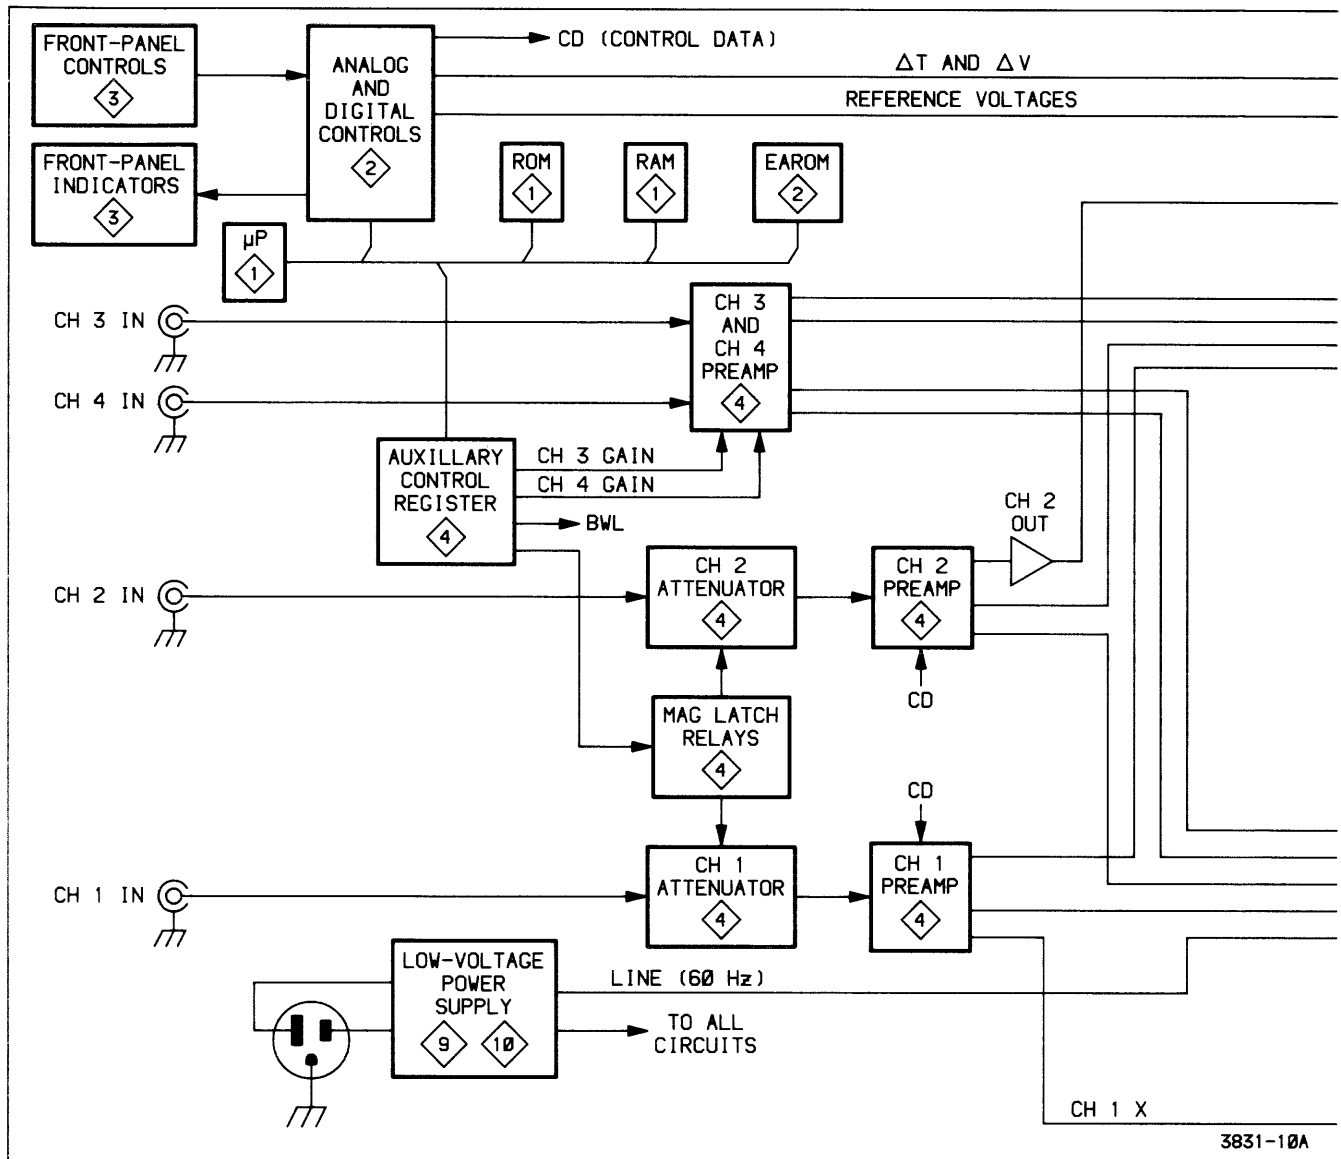 FRONT-PANEL
CONTROLS
3
ANALOG
AND
DIGITAL
CONTROLS
2
CD (CONTROL DATA)
△T AND △V
REFERENCE VOLTAGES
FRONT-PANEL
INDICATORS
3
ROM
1
RAM
1
EAROM
2
µP
1
CH 3 IN
CH 3
AND
CH 4
PREAMP
4
CH 4 IN
AUXILLARY
CONTROL
REGISTER
4
CH 3 GAIN
CH 4 GAIN
BWL
CH 2
OUT
CH 2 IN
CH 2
ATTENUATOR
4
CH 2
PREAMP
4
CD
MAG LATCH
RELAYS
4
CD
CH 1 IN
CH 1
ATTENUATOR
4
CH 1
PREAMP
4
LOW-VOLTAGE
POWER
SUPPLY
9 10
LINE (60 Hz)
TO ALL
CIRCUITS
CH 1 X
3831-10A